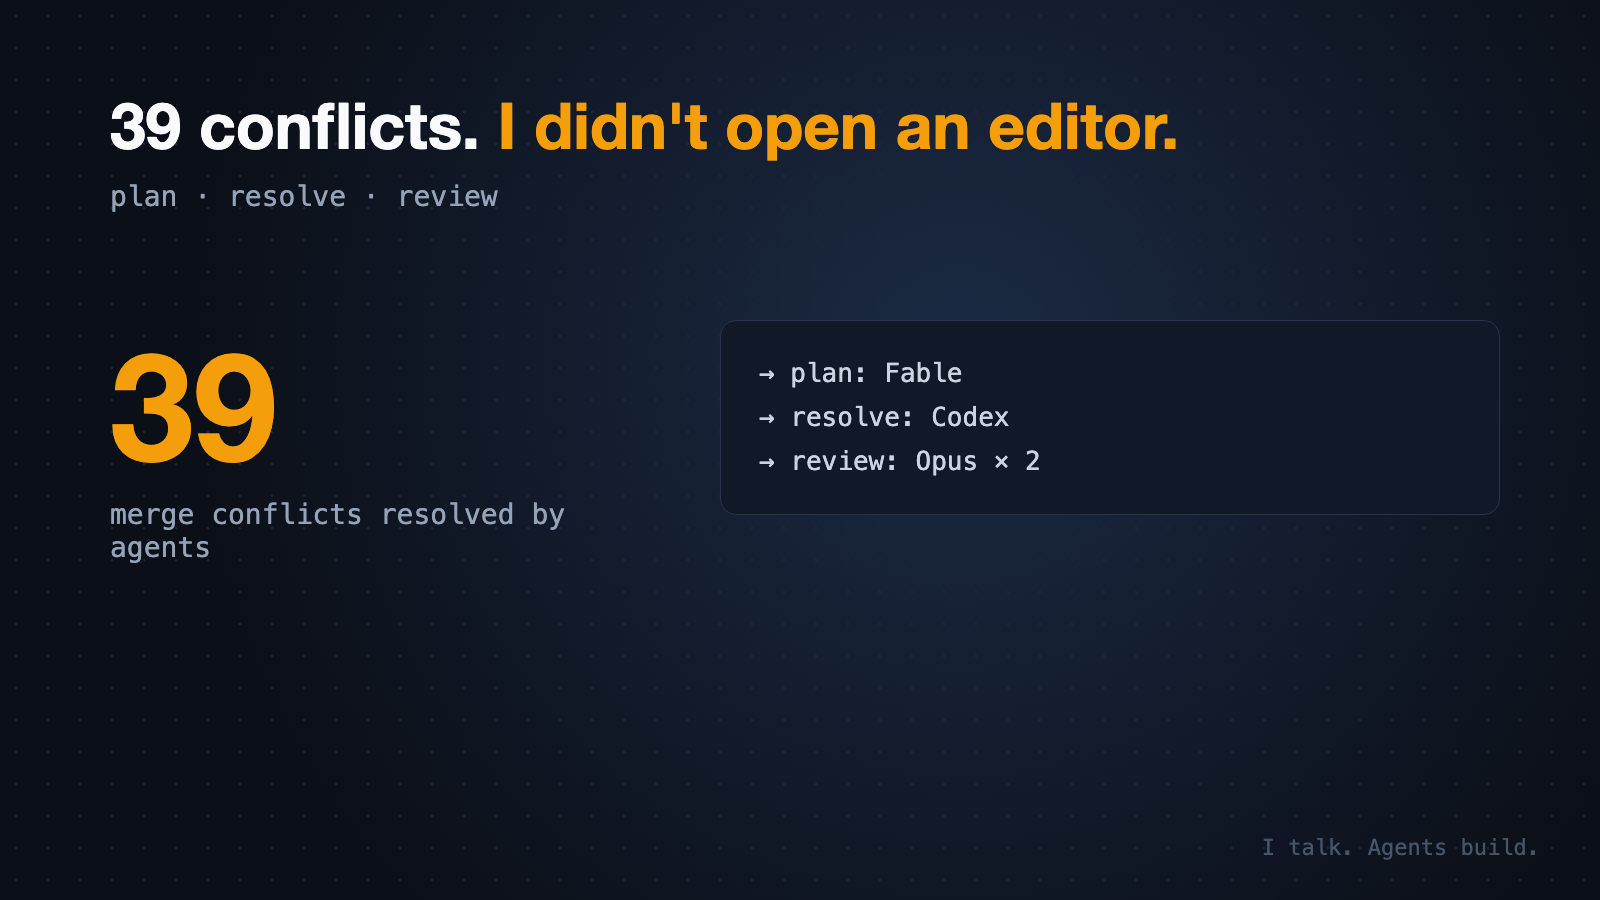 39 conflicts. I didn't open an editor.
plan · resolve · review
39
merge conflicts resolved by
agents
→ plan: Fable
→ resolve: Codex
→ review: Opus × 2
I talk. Agents build.